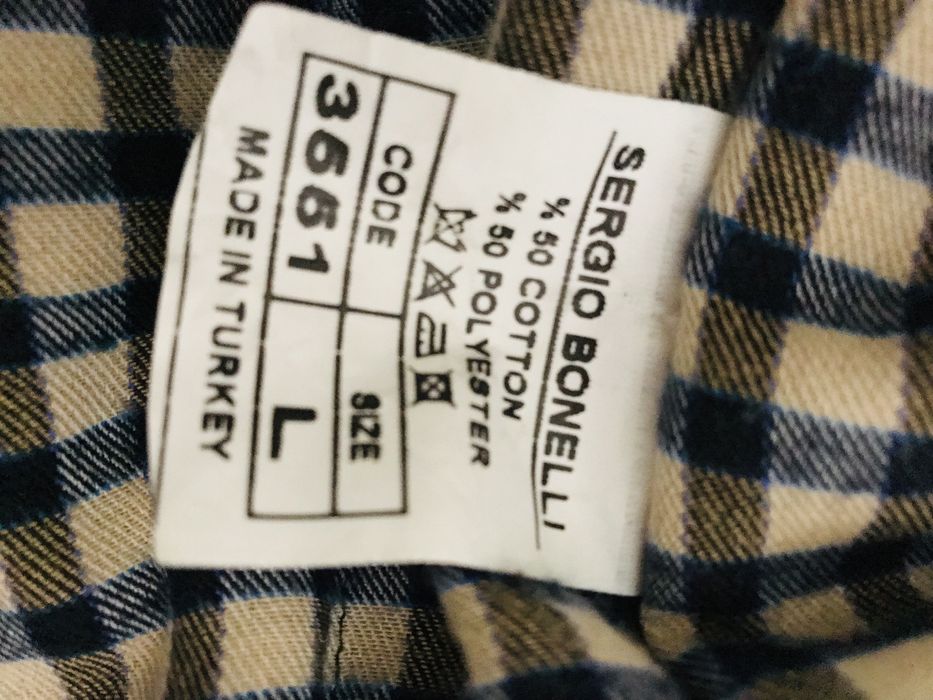 SERGIO BONELLI
% 50 COTTON
% 50 POLYESTER
CODE SIZE
3661 L
MADE IN TURKEY